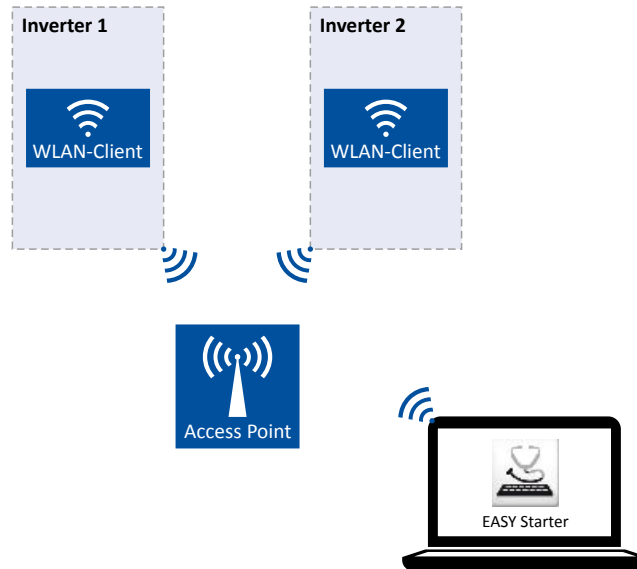 Inverter 1
Inverter 2
WLAN-Client
WLAN-Client
Access Point
EASY Starter